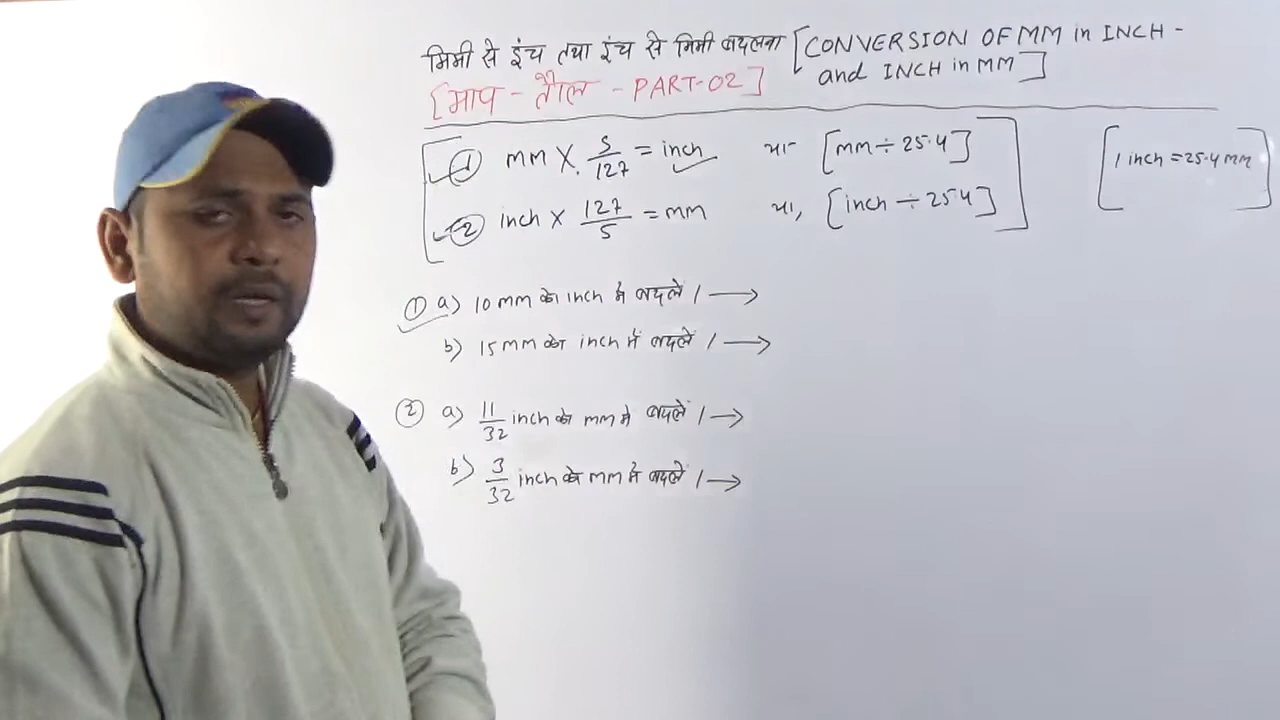 मिमी से इंच तथा इंच से मिमी बदलना [CONVERSION OF MM in INCH -
and INCH in MM]
[माप - तौल - PART-02]
① mm × 5/127 = inch या [mm ÷ 25.4] [1 inch = 25.4 mm]
② inch × 127/5 = mm या, [inch ÷ 25.4]
① a) 10 mm को inch में बदलें / →
b) 15 mm को inch में बदलें / →
② a) 11/32 inch को mm में बदलें / →
b) 3/32 inch को mm में बदलें / →